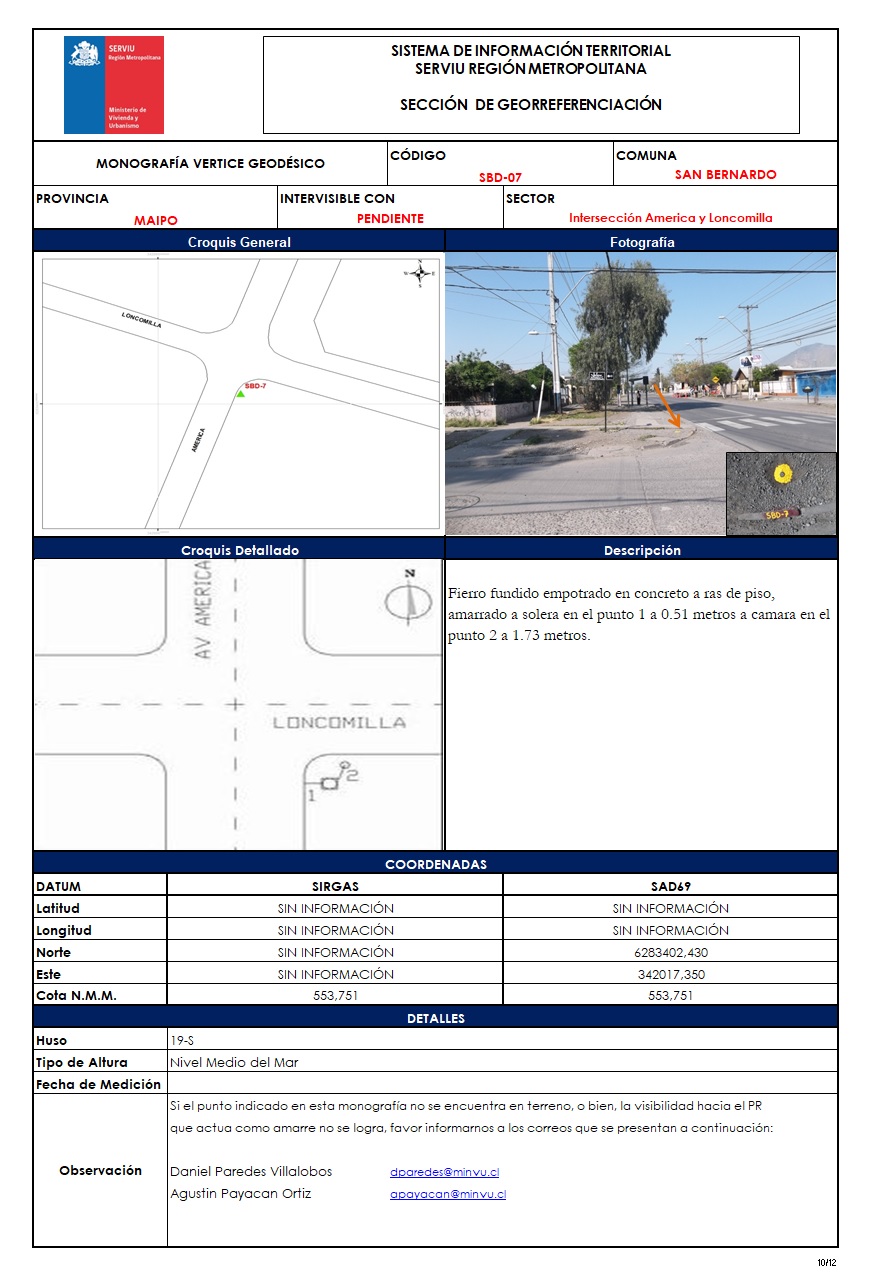 SERVIU
Región Metropolitana
Ministerio de
Vivienda y
Urbanismo
SISTEMA DE INFORMACIÓN TERRITORIAL
SERVIU REGIÓN METROPOLITANA
SECCIÓN DE GEORREFERENCIACIÓN
MONOGRAFÍA VERTICE GEODÉSICO
CÓDIGO
SBD-07
COMUNA
SAN BERNARDO
PROVINCIA
MAIPO
INTERVISIBLE CON
PENDIENTE
SECTOR
Intersección America y Loncomilla
Croquis General
Fotografía
N
W E
S
LONCOMILLA
SBD-7
AMERICA
SBD-7
Croquis Detallado
Descripción
AV AMERICA
N
LONCOMILLA
1
2
Fierro fundido empotrado en concreto a ras de piso,
amarrado a solera en el punto 1 a 0.51 metros a camara en el
punto 2 a 1.73 metros.
COORDENADAS
DATUM SIRGAS SAD69
Latitud SIN INFORMACIÓN SIN INFORMACIÓN
Longitud SIN INFORMACIÓN SIN INFORMACIÓN
Norte SIN INFORMACIÓN 6283402,430
Este SIN INFORMACIÓN 342017,350
Cota N.M.M. 553,751 553,751
DETALLES
Huso 19-S
Tipo de Altura Nivel Medio del Mar
Fecha de Medición
Observación
Si el punto indicado en esta monografía no se encuentra en terreno, o bien, la visibilidad hacia el PR
que actua como amarre no se logra, favor informarnos a los correos que se presentan a continuación:
Daniel Paredes Villalobos dparedes@minvu.cl
Agustin Payacan Ortiz apayacan@minvu.cl
10/12